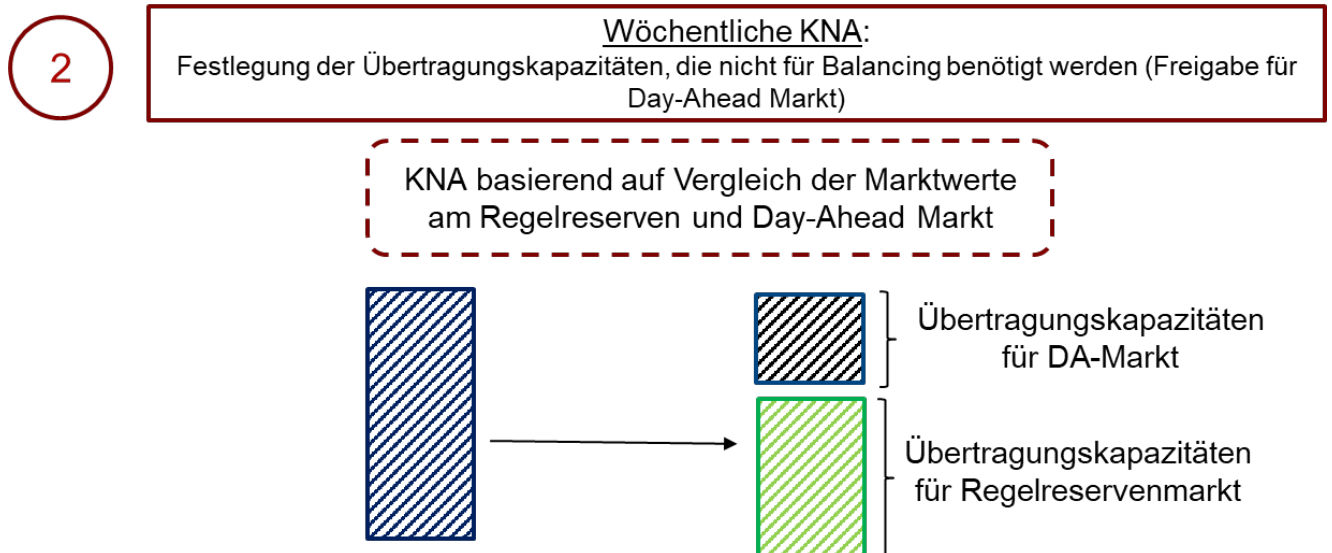 2
Wöchentliche KNA:
Festlegung der Übertragungskapazitäten, die nicht für Balancing benötigt werden (Freigabe für
Day-Ahead Markt)
KNA basierend auf Vergleich der Marktwerte
am Regelreserven und Day-Ahead Markt
Übertragungskapazitäten
für DA-Markt
Übertragungskapazitäten
für Regelreservenmarkt